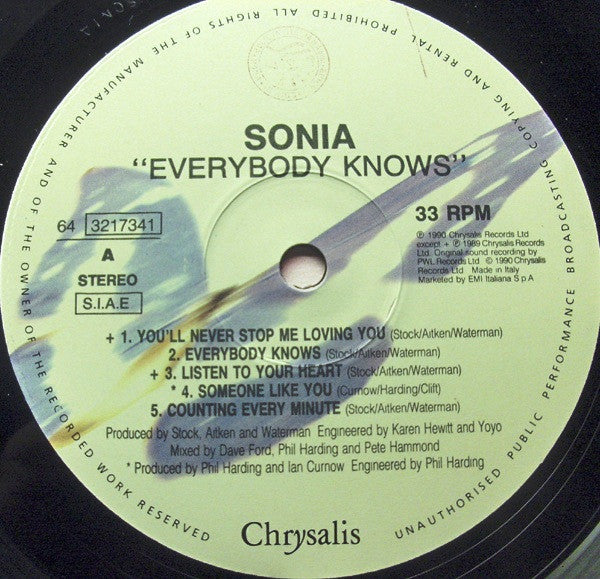 SONIA
"EVERYBODY KNOWS"
64 3217341
A
STEREO
S.I.A.E
33 RPM
℗ 1990 Chrysalis Records Ltd
except + ℗ 1989 Chrysalis Records
Ltd. Original sound recording by
PWL Records Ltd © 1990 Chrysalis
Records Ltd Made in Italy
Marketed by EMI Italiana S p A
+ 1. YOU'LL NEVER STOP ME LOVING YOU (Stock/Aitken/Waterman)
2. EVERYBODY KNOWS (Stock/Aitken/Waterman)
+ 3. LISTEN TO YOUR HEART (Stock/Aitken/Waterman)
* 4. SOMEONE LIKE YOU (Curnow/Harding/Clift)
5. COUNTING EVERY MINUTE (Stock/Aitken/Waterman)
Produced by Stock, Aitken and Waterman Engineered by Karen Hewitt and Yoyo
Mixed by Dave Ford, Phil Harding and Pete Hammond
* Produced by Phil Harding and Ian Curnow Engineered by Phil Harding
Chrysalis
ALL RIGHTS OF THE MANUFACTURER AND OF THE OWNER OF THE RECORDED WORK RESERVED
UNAUTHORISED PUBLIC PERFORMANCE BROADCASTING COPYING AND RENTAL PROHIBITED